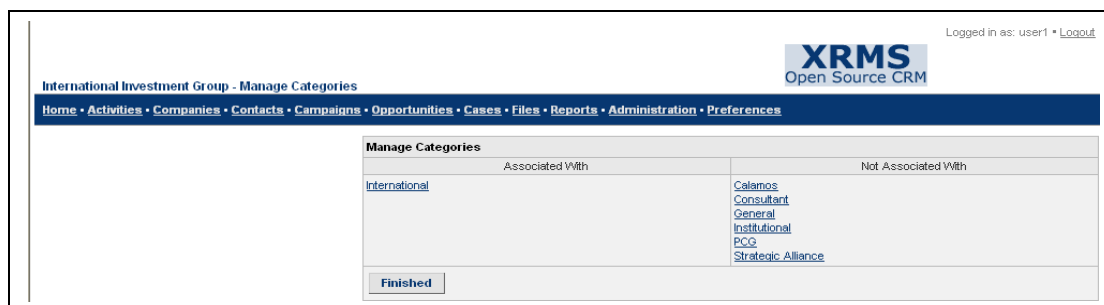 Logged in as: user1 • Logout
XRMS
Open Source CRM
International Investment Group - Manage Categories
Home • Activities • Companies • Contacts • Campaigns • Opportunities • Cases • Files • Reports • Administration • Preferences
Manage Categories
Associated With Not Associated With
International Calamos
Consultant
General
Institutional
PCG
Strategic Alliance
Finished